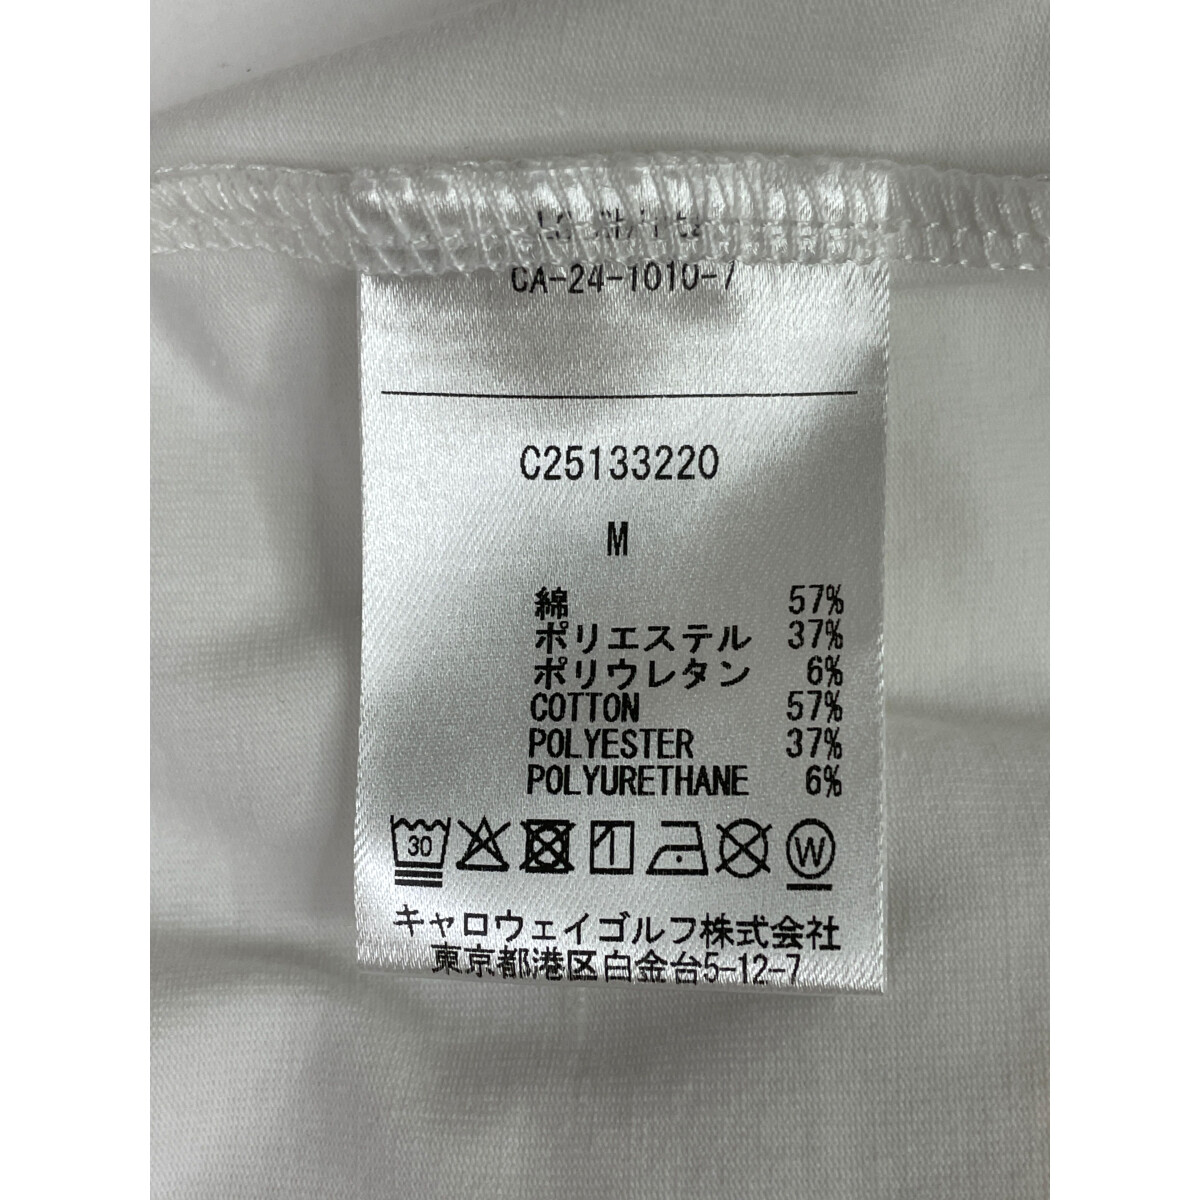 CA-24-1010-7
C25133220
M
綿 57%
ポリエステル 37%
ポリウレタン 6%
COTTON 57%
POLYESTER 37%
POLYURETHANE 6%
30 W
キャロウェイゴルフ株式会社
東京都港区白金台5-12-7